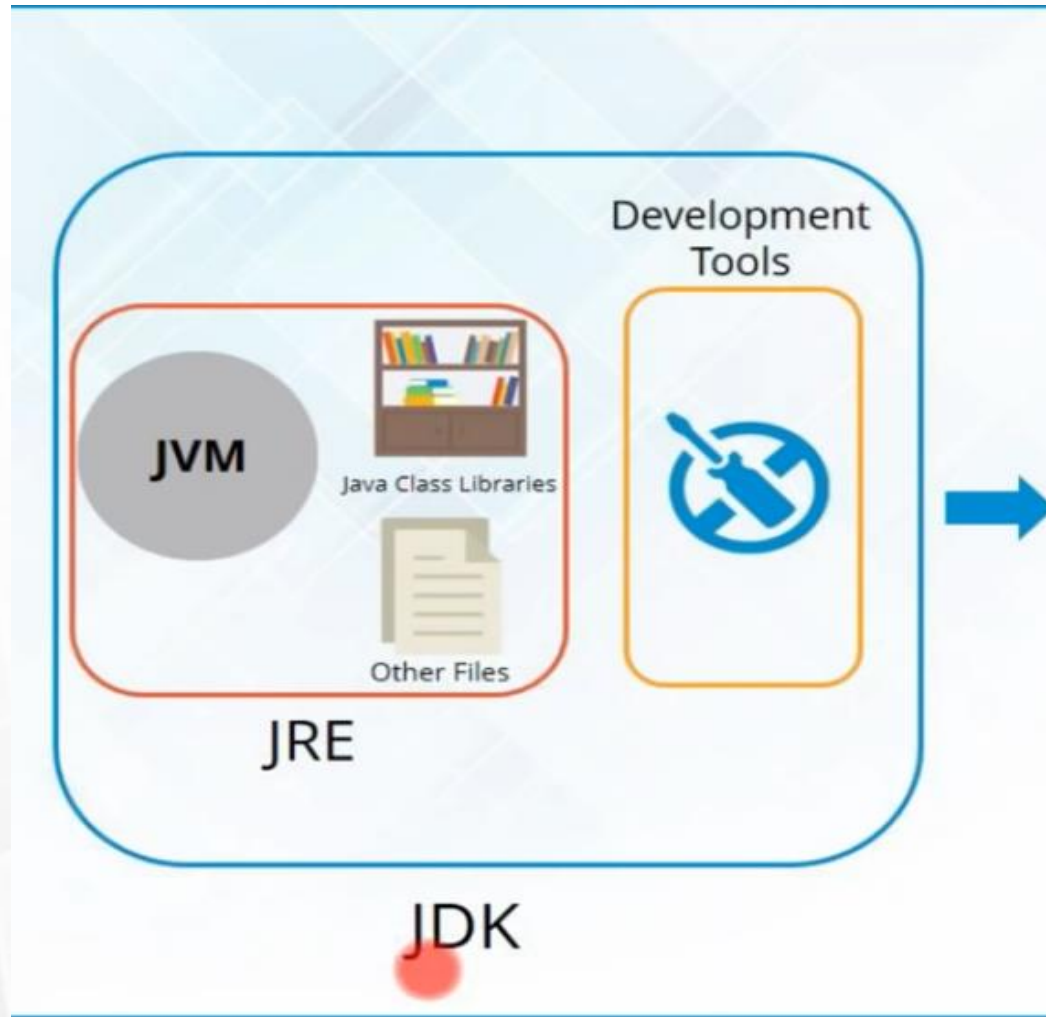 Development
Tools
JVM
Java Class Libraries
Other Files
JRE
JDK